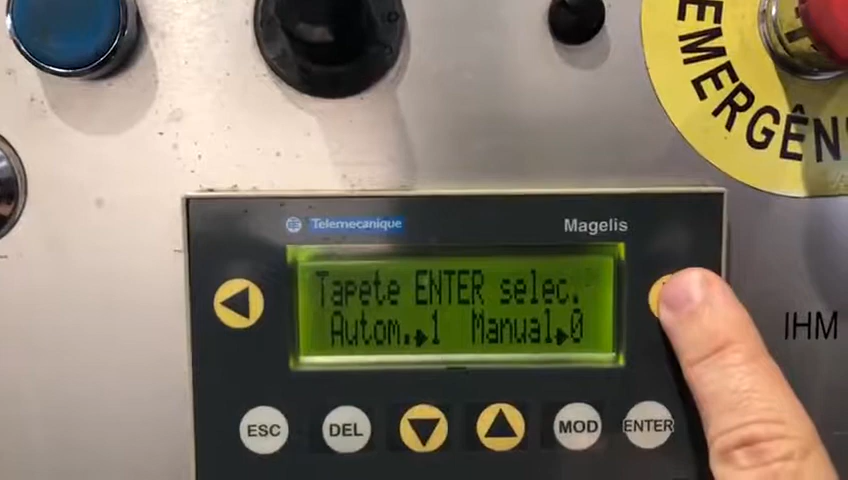 EMERGÊN
Telemecanique
Magelis
Tapete ENTER selec.
Autom.▸1 Manual▸0
IHM
ESC
DEL
MOD
ENTER